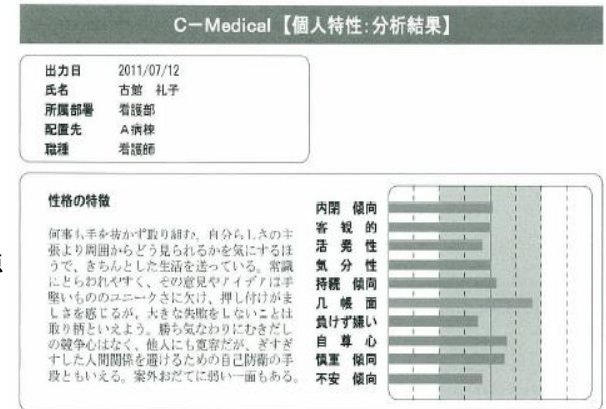 C-Medical【個人特性:分析結果】
出力日 2011/07/12
氏名 古舘 礼子
所属部署 看護部
配置先 A病棟
職種 看護師
性格の特徴
何事も手を抜かず取り組む。自分らしさの主
張より周囲からどう見られるかを気にするほ
うで、きちんとした生活を送っている。常識
にとらわれやすく、その意見やアイデアは手
堅いもののユニークさに欠け、押し付けがま
しさを感じるが、大きな失敗をしないことは
取り柄といえよう。勝ち気なわりにむきだし
の競争心はなく、他人にも寛容だが、ぎすぎ
すした人間関係を避けるための自己防衛の手
段ともいえる。案外おだてに弱い一面もある。
内閉 傾向
客観的
活発性
気分性
持続 傾向
几帳面
負けず嫌い
自尊心
慎重 傾向
不安 傾向